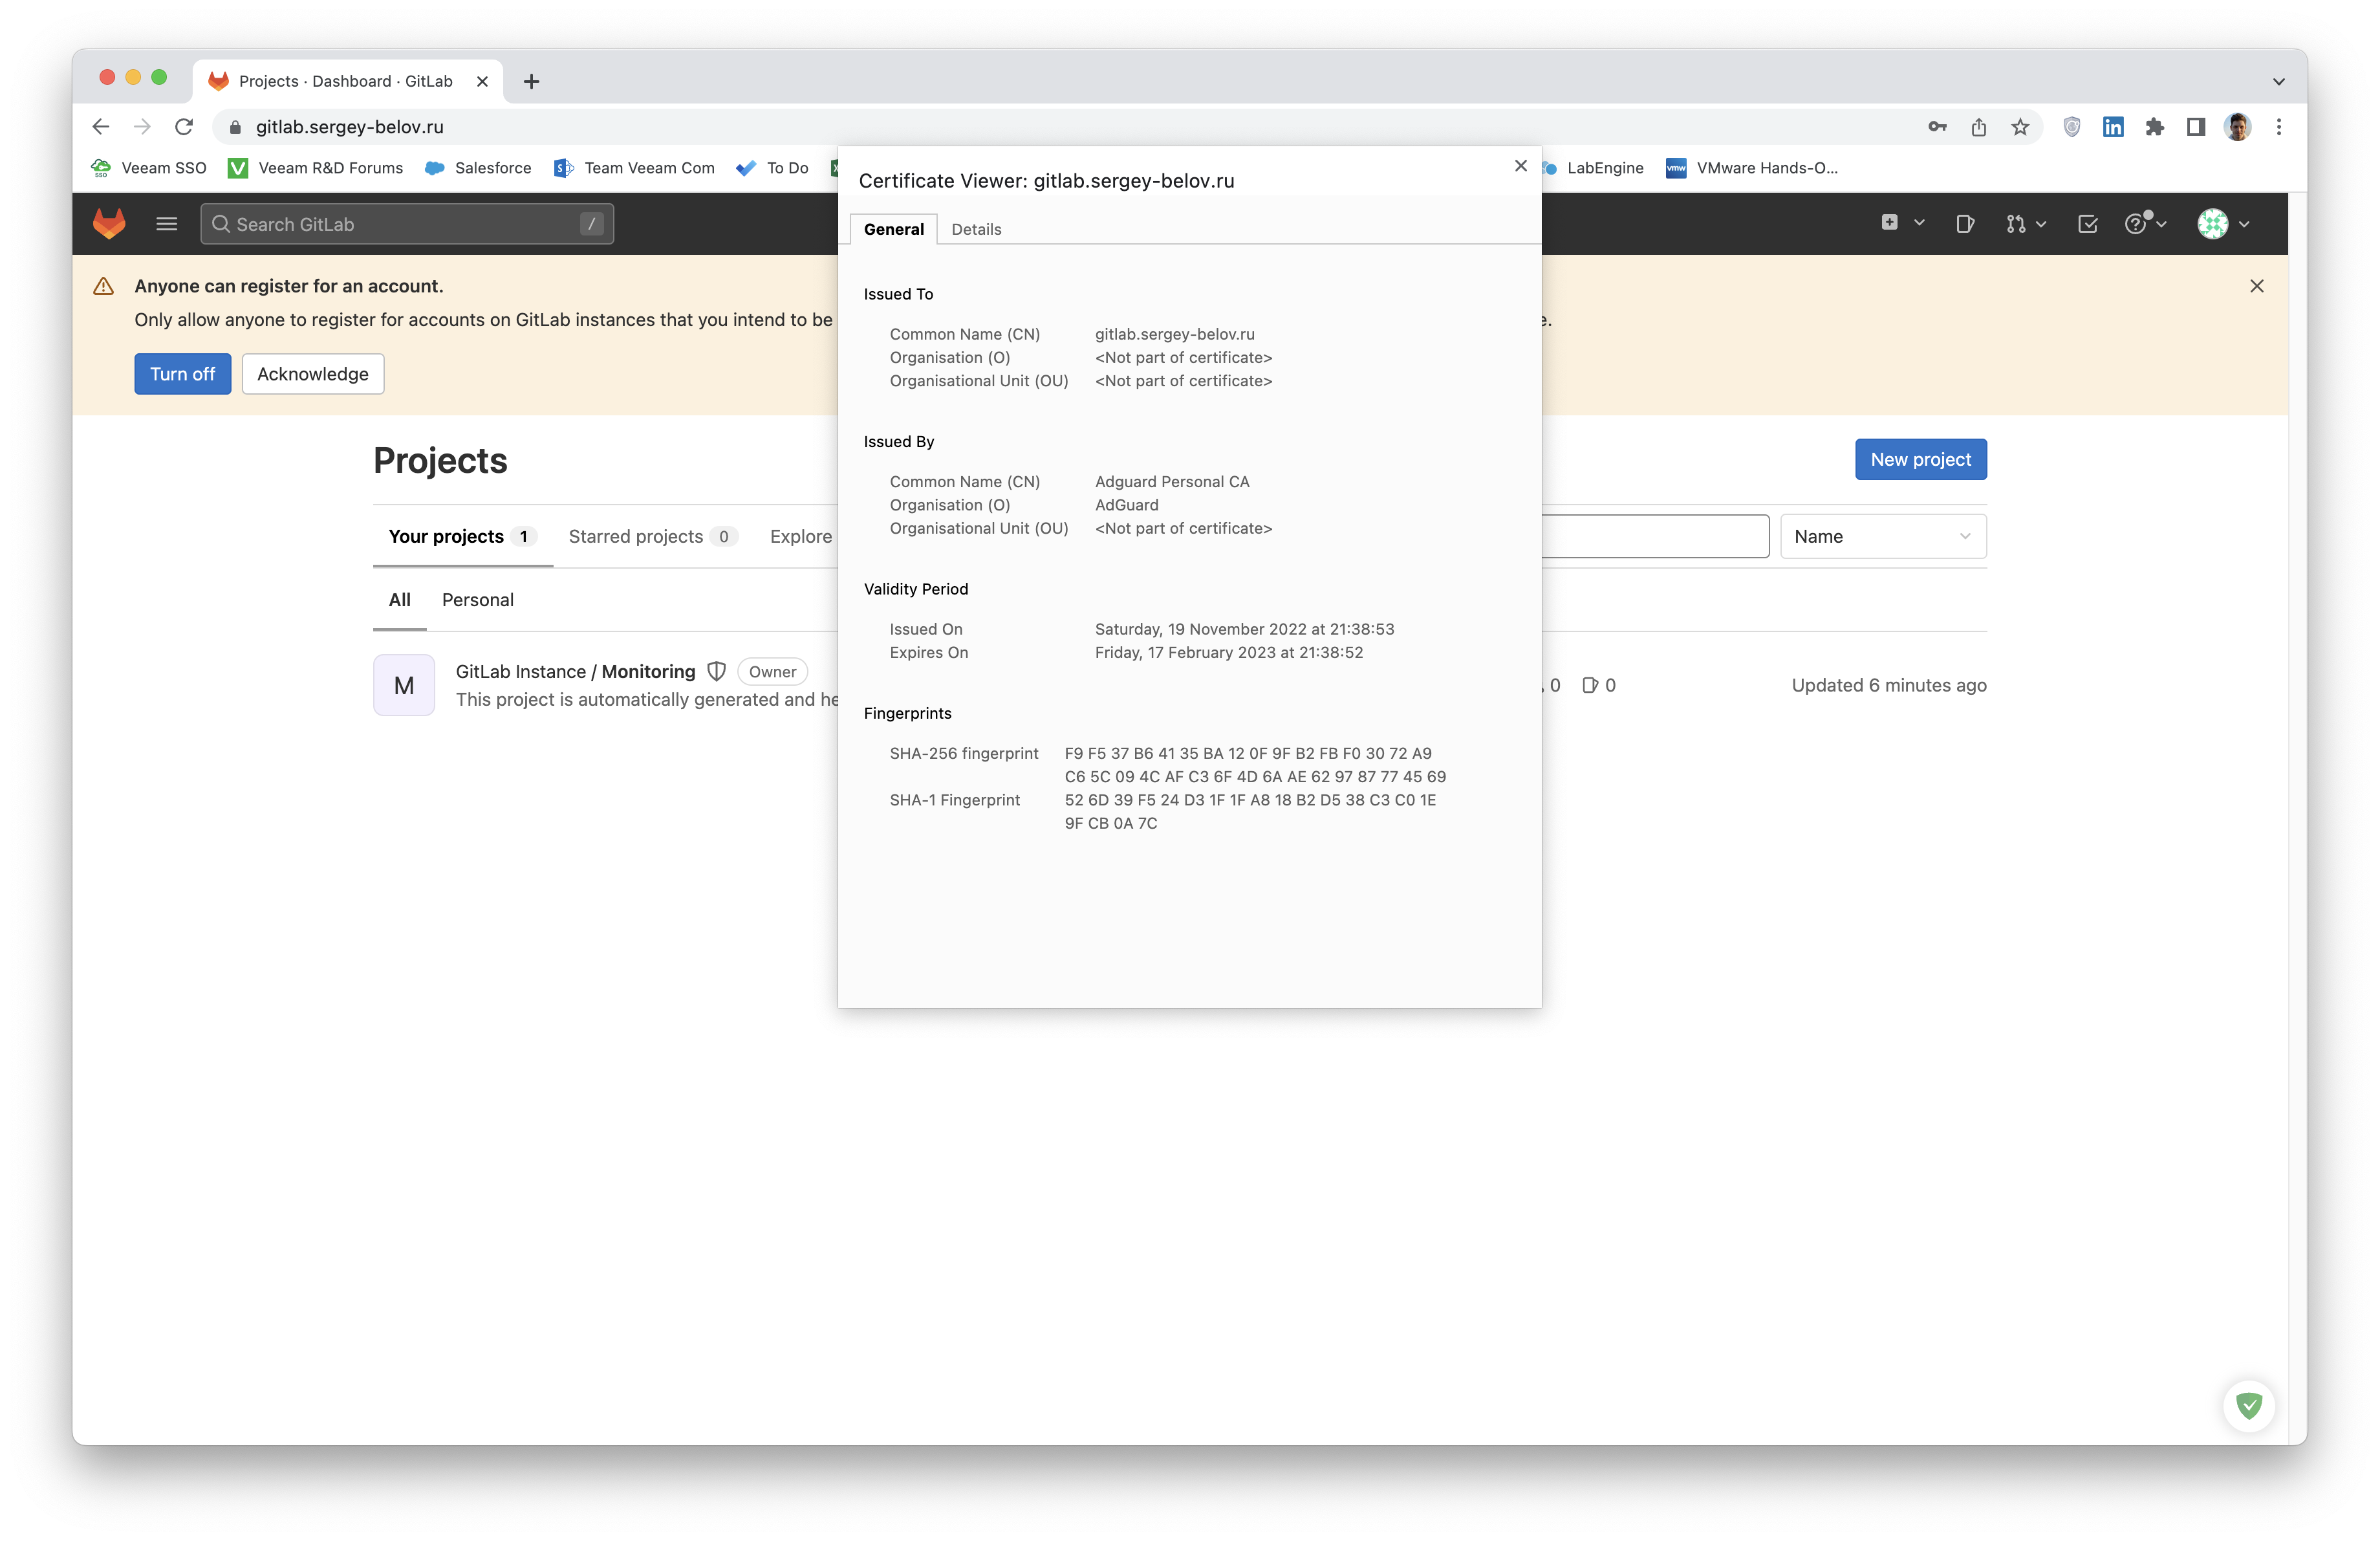 Projects · Dashboard · GitLab
gitlab.sergey-belov.ru
Veeam SSO
Veeam R&D Forums
Salesforce
Team Veeam Com
To Do
LabEngine
VMware Hands-O...
Search GitLab /
Anyone can register for an account.
Only allow anyone to register for accounts on GitLab instances that you intend to be
e.
Turn off
Acknowledge
Projects
New project
Your projects 1
Starred projects 0
Explore
Name
All
Personal
M
GitLab Instance / Monitoring
Owner
This project is automatically generated and he
0
0
Updated 6 minutes ago
Certificate Viewer: gitlab.sergey-belov.ru
General
Details
Issued To
Common Name (CN) gitlab.sergey-belov.ru
Organisation (O) <Not part of certificate>
Organisational Unit (OU) <Not part of certificate>
Issued By
Common Name (CN) Adguard Personal CA
Organisation (O) AdGuard
Organisational Unit (OU) <Not part of certificate>
Validity Period
Issued On Saturday, 19 November 2022 at 21:38:53
Expires On Friday, 17 February 2023 at 21:38:52
Fingerprints
SHA-256 fingerprint F9 F5 37 B6 41 35 BA 12 0F 9F B2 FB F0 30 72 A9
C6 5C 09 4C AF C3 6F 4D 6A AE 62 97 87 77 45 69
SHA-1 Fingerprint 52 6D 39 F5 24 D3 1F 1F A8 18 B2 D5 38 C3 C0 1E
9F CB 0A 7C